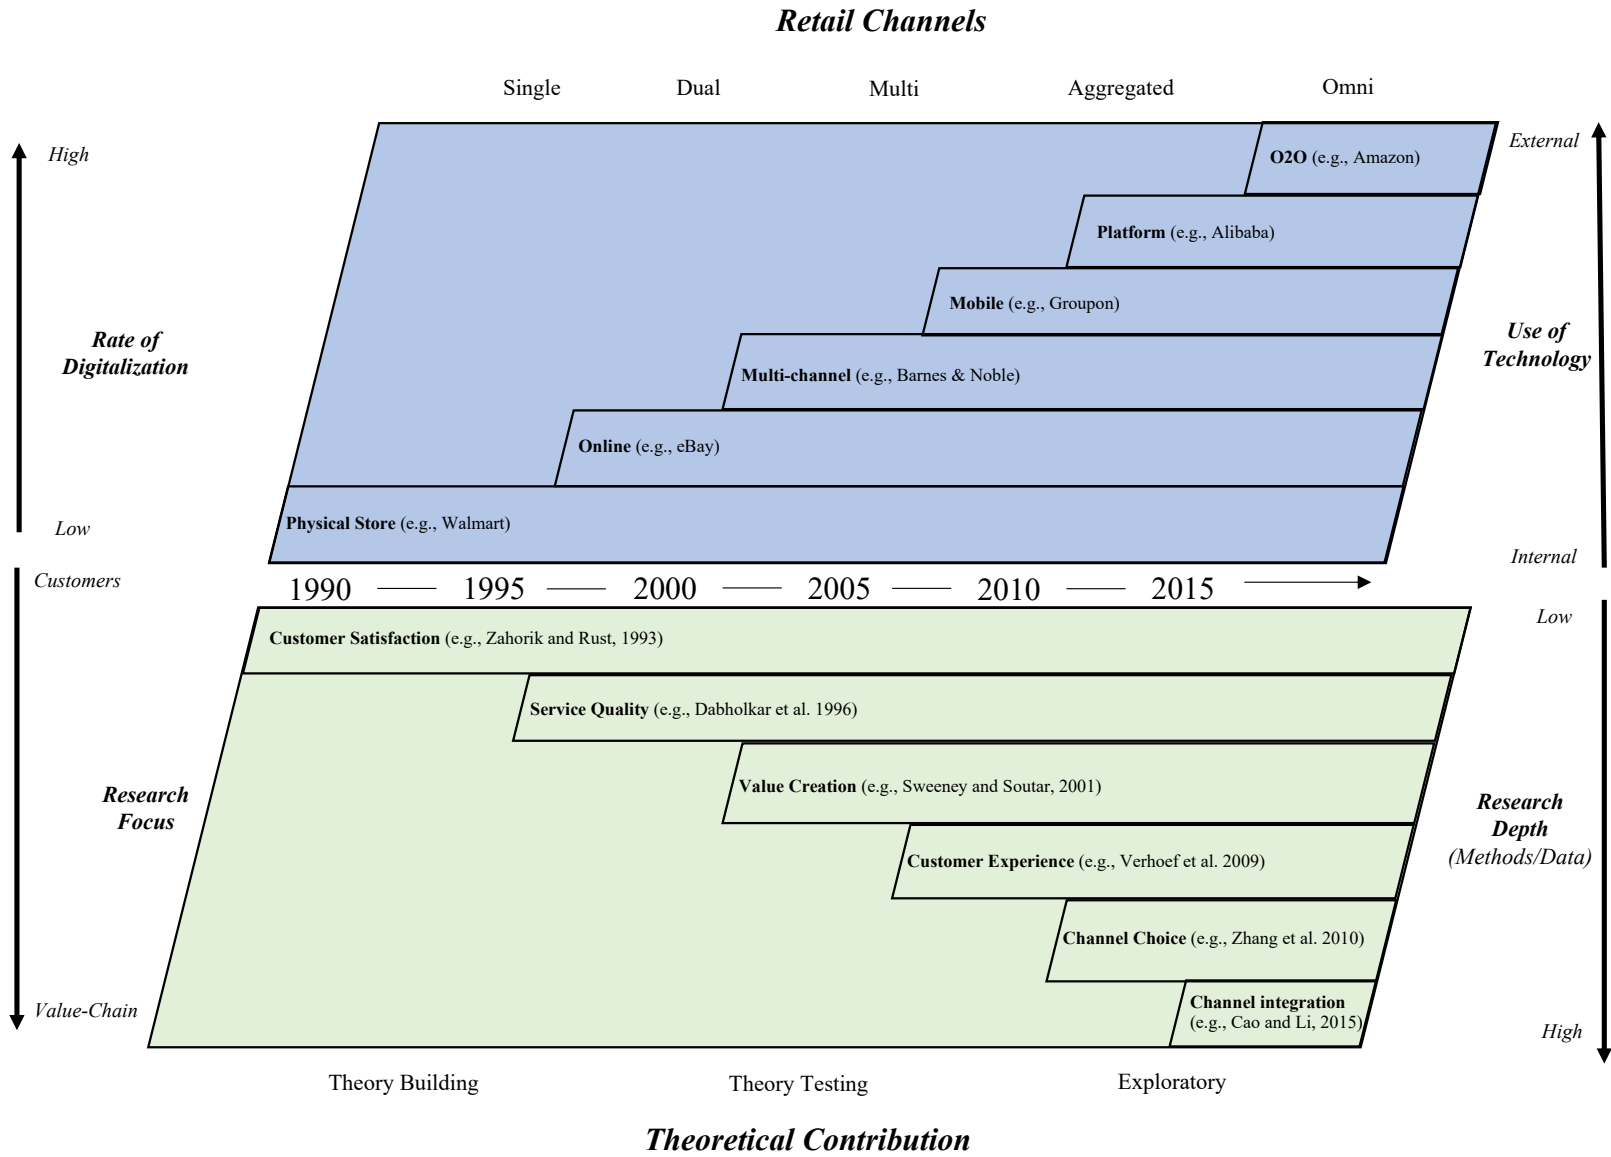 Retail Channels
Single Dual Multi Aggregated Omni
High
External
O2O (e.g., Amazon)
Platform (e.g., Alibaba)
Mobile (e.g., Groupon)
Rate of
Digitalization
Use of
Technology
Multi-channel (e.g., Barnes & Noble)
Online (e.g., eBay)
Physical Store (e.g., Walmart)
Low
Internal
Customers
1990 1995 2000 2005 2010 2015
Low
Customer Satisfaction (e.g., Zahorik and Rust, 1993)
Service Quality (e.g., Dabholkar et al. 1996)
Value Creation (e.g., Sweeney and Soutar, 2001)
Research
Focus
Research
Depth
(Methods/Data)
Customer Experience (e.g., Verhoef et al. 2009)
Channel Choice (e.g., Zhang et al. 2010)
Channel integration
(e.g., Cao and Li, 2015)
Value-Chain
High
Theory Building Theory Testing Exploratory
Theoretical Contribution